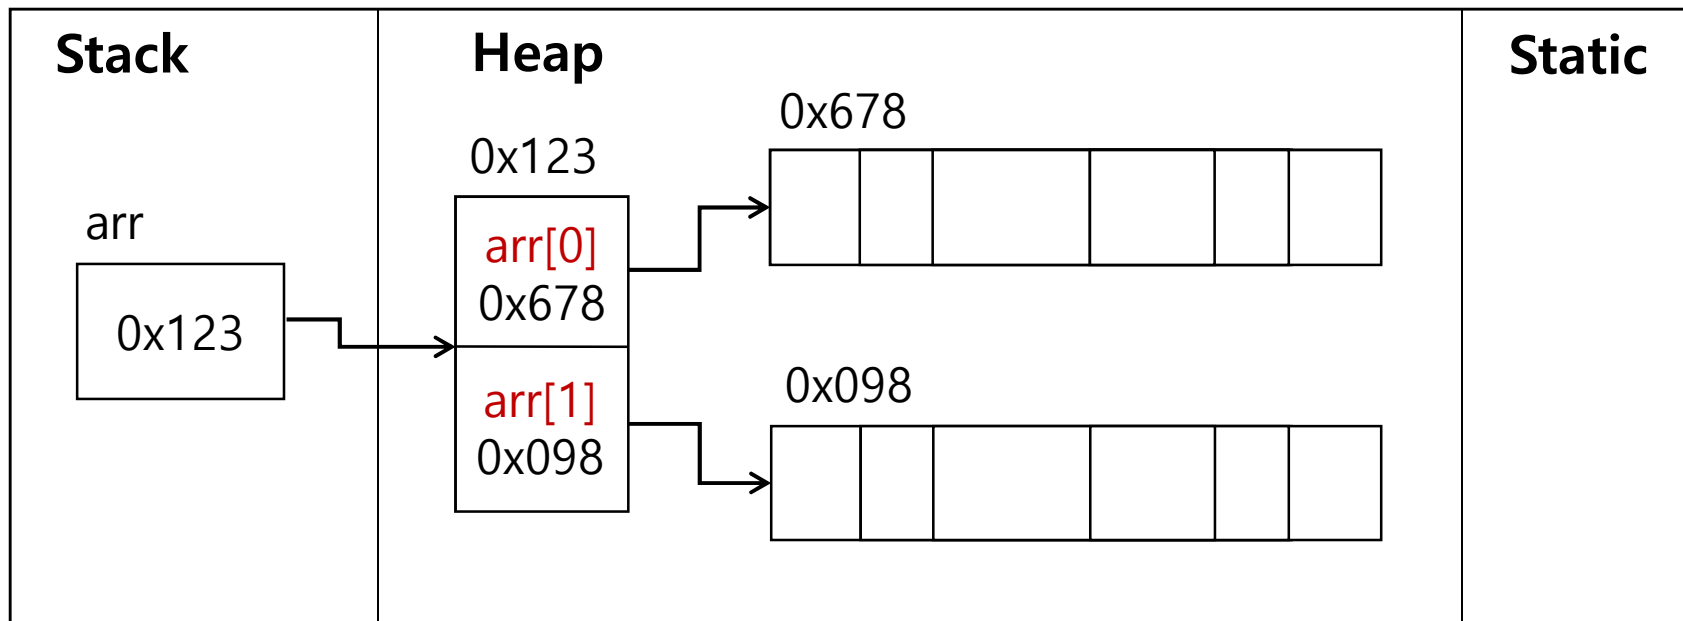 Stack
Heap
Static
arr
0x123
0x123
arr[0]
0x678
arr[1]
0x098
0x678
0x098